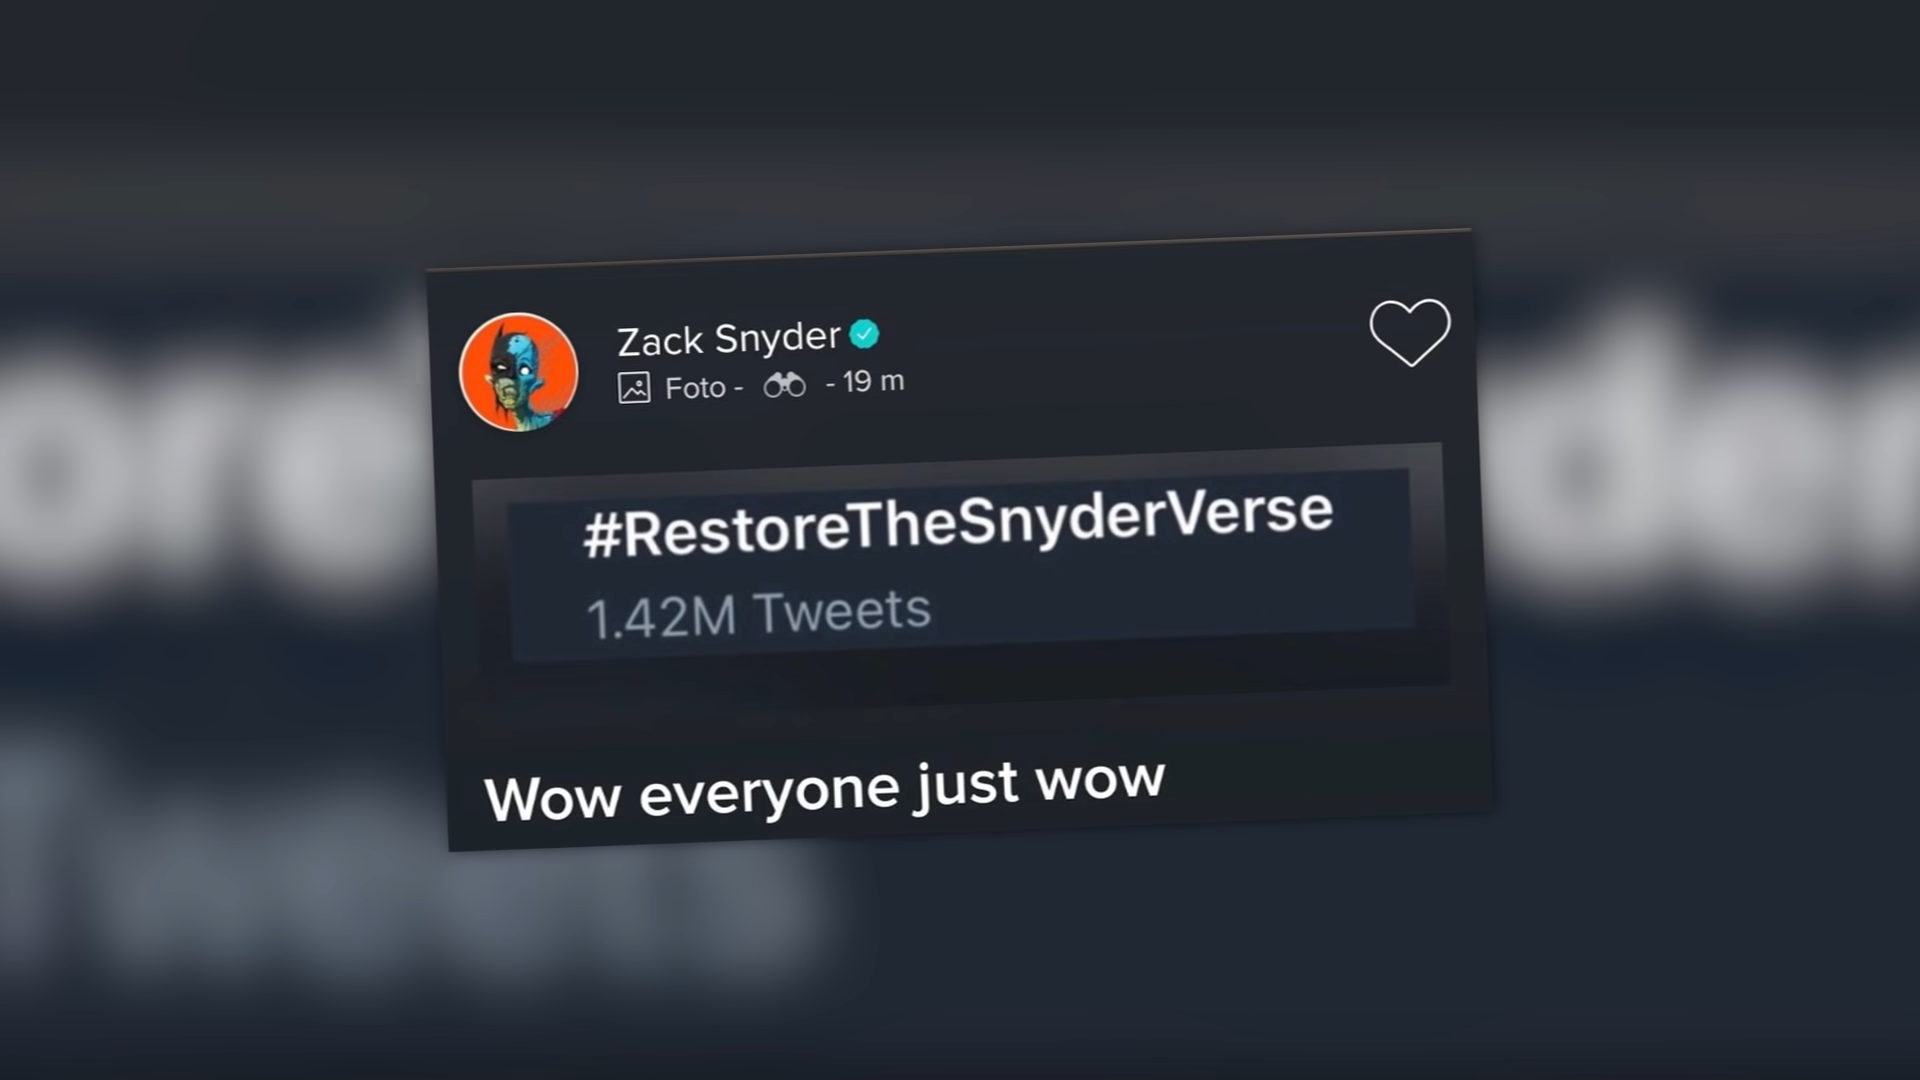 Zack Snyder
Foto - - 19 m
#RestoreTheSnyderVerse
1.42M Tweets
Wow everyone just wow